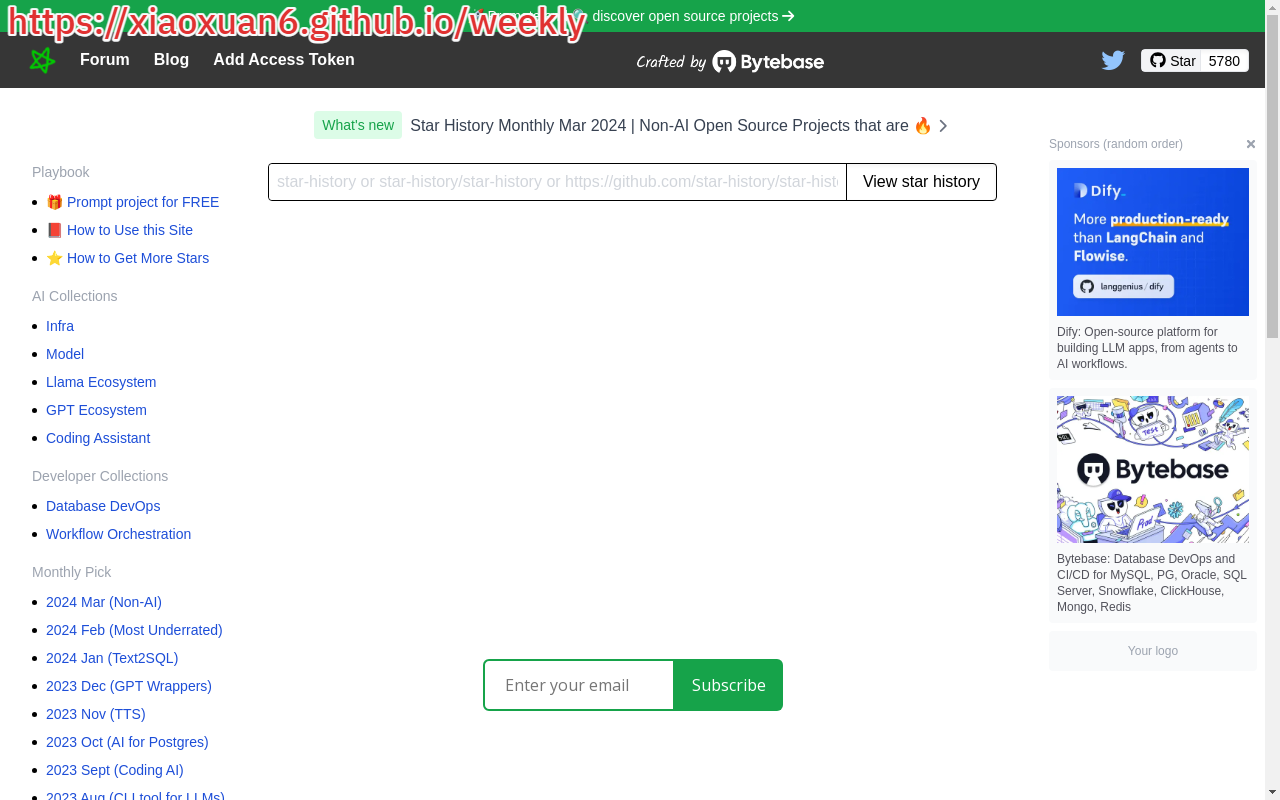 https://xiaoxuan6.github.io/weekly
discover open source projects
Forum
Blog
Add Access Token
Crafted by Bytebase
Star 5780
What's new Star History Monthly Mar 2024 | Non-AI Open Source Projects that are 🔥
Playbook
🎁 Prompt project for FREE
📕 How to Use this Site
⭐ How to Get More Stars
AI Collections
Infra
Model
Llama Ecosystem
GPT Ecosystem
Coding Assistant
Developer Collections
Database DevOps
Workflow Orchestration
Monthly Pick
2024 Mar (Non-AI)
2024 Feb (Most Underrated)
2024 Jan (Text2SQL)
2023 Dec (GPT Wrappers)
2023 Nov (TTS)
2023 Oct (AI for Postgres)
2023 Sept (Coding AI)
2023 Aug (CLI tool for LLMs)
star-history or star-history/star-history or https://github.com/star-history/star-hist
View star history
Enter your email
Subscribe
Sponsors (random order)
Dify_
More production-ready
than LangChain and
Flowise.
langgenius / dify
Dify: Open-source platform for
building LLM apps, from agents to
AI workflows.
Test
Bytebase
Prod
Bytebase: Database DevOps and
CI/CD for MySQL, PG, Oracle, SQL
Server, Snowflake, ClickHouse,
Mongo, Redis
Your logo